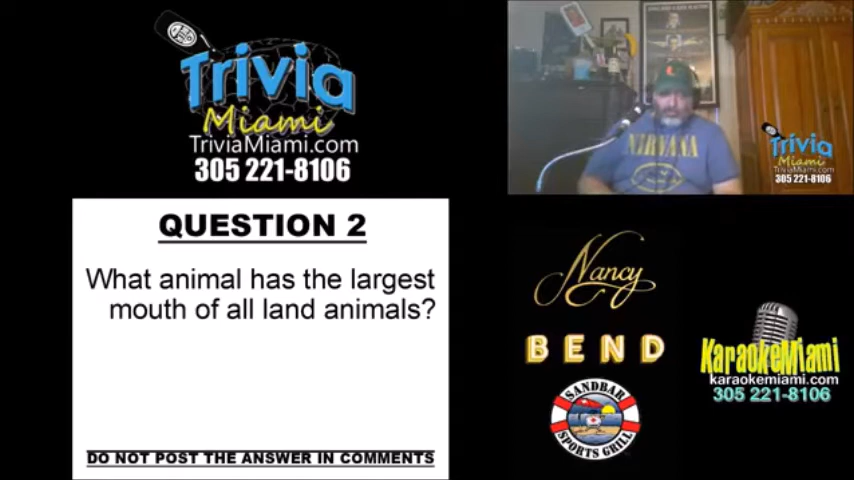 Trivia
Miami
TriviaMiami.com
305 221-8106
QUESTION 2
What animal has the largest
mouth of all land animals?
DO NOT POST THE ANSWER IN COMMENTS
NIRVANA
Trivia
Miami
TriviaMiami.com
305 221-8106
Nancy
BEND
SANDBAR
SPORTS GRILL
KaraokeMiami
karaokemiami.com
305 221-8106